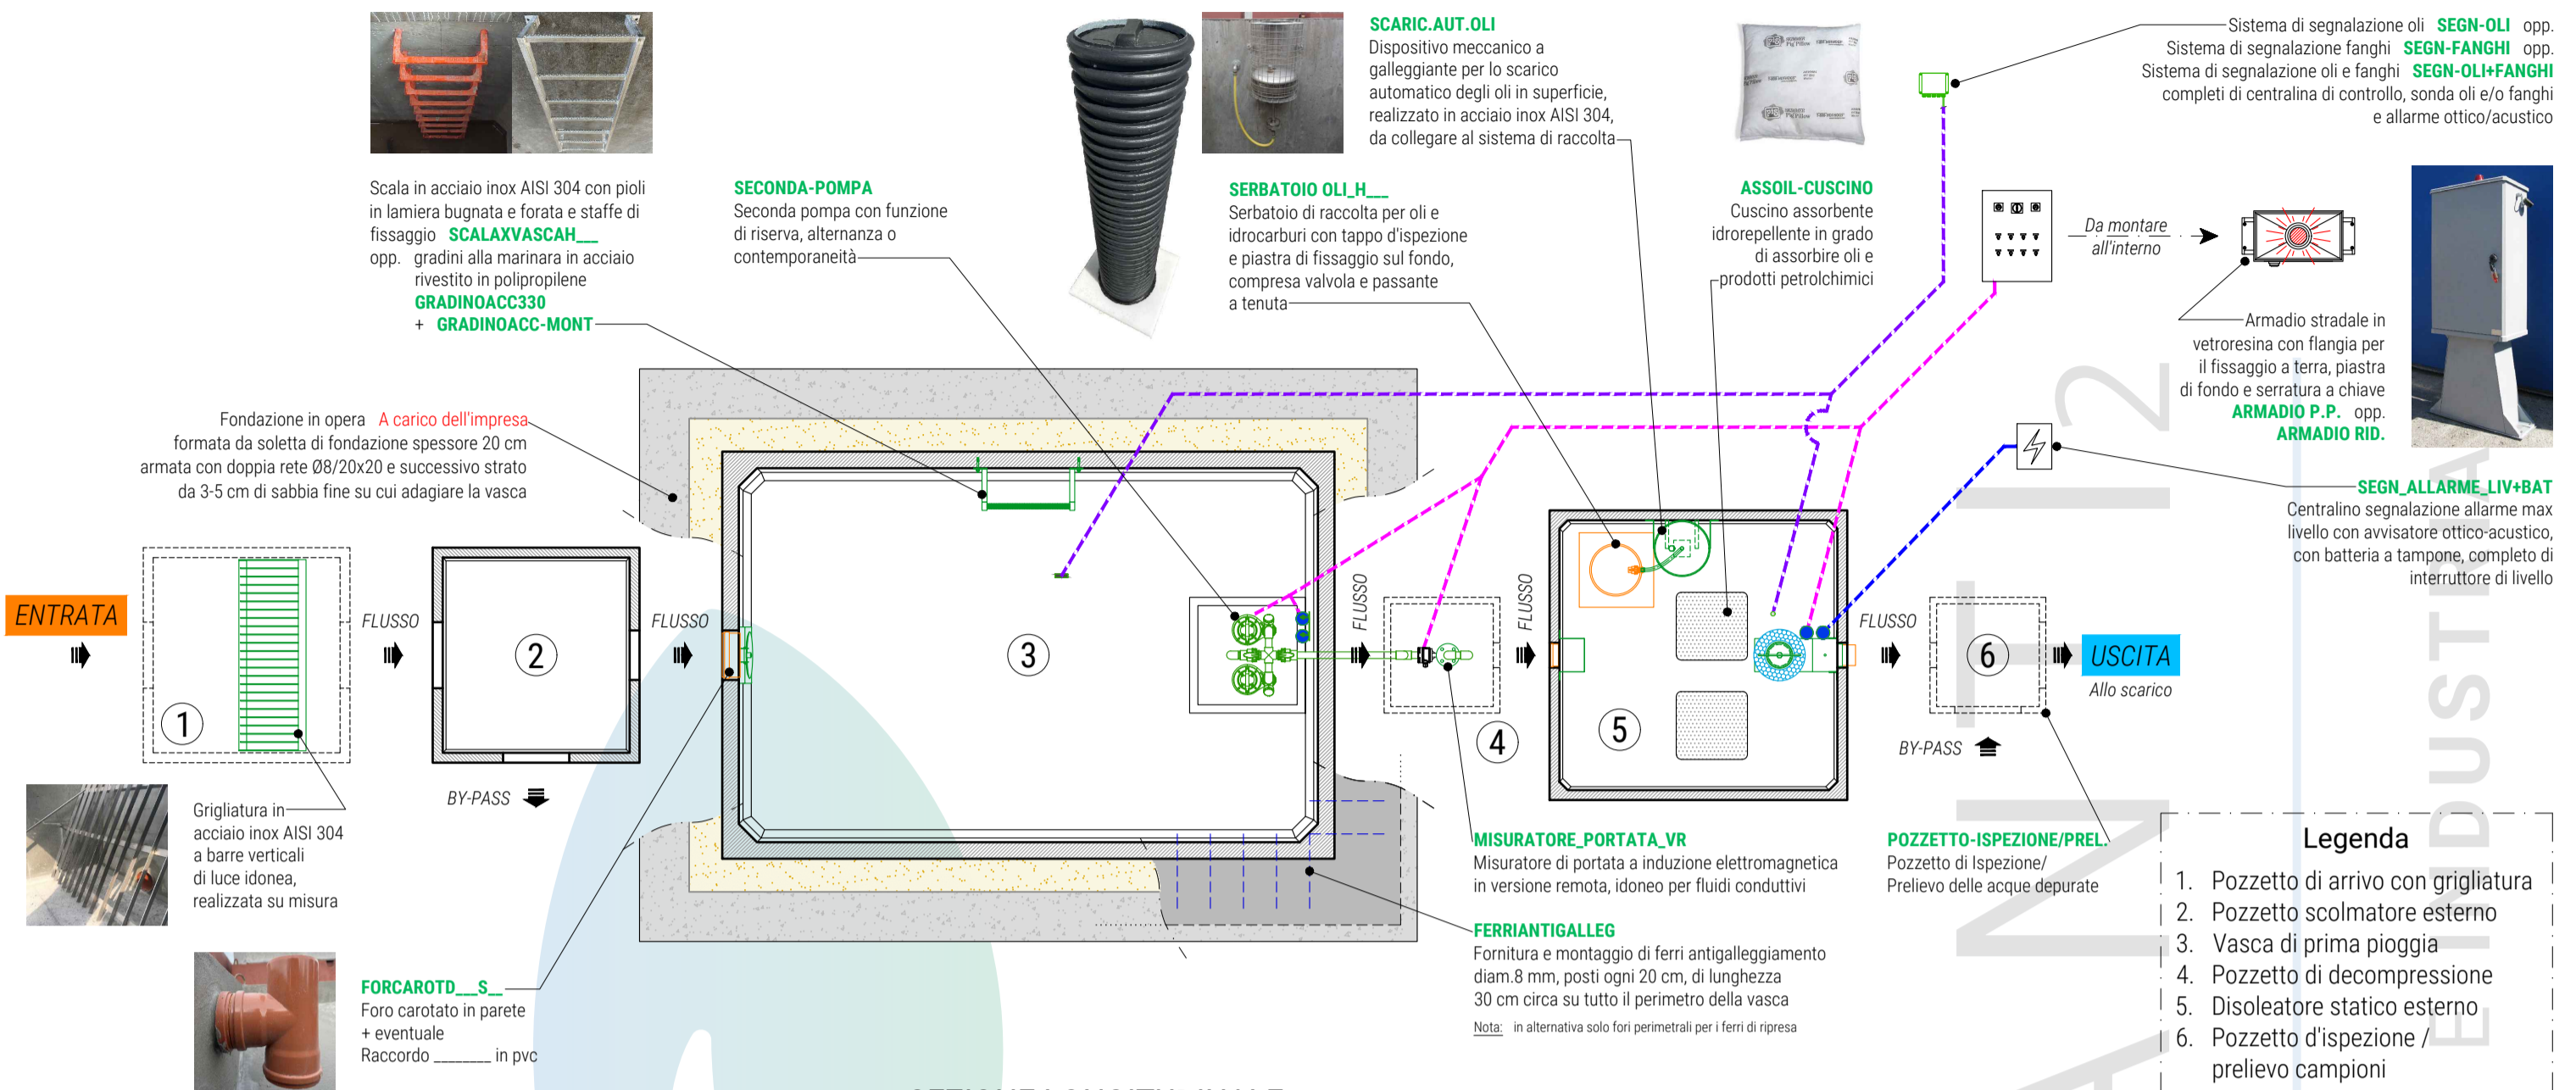 SCARIC.AUT.OLI
Dispositivo meccanico a
galleggiante per lo scarico
automatico degli oli in superficie,
realizzato in acciaio inox AISI 304,
da collegare al sistema di raccolta
Sistema di segnalazione oli SEGN-OLI opp.
Sistema di segnalazione fanghi SEGN-FANGHI opp.
Sistema di segnalazione oli e fanghi SEGN-OLI+FANGHI
completi di centralina di controllo, sonda oli e/o fanghi
e allarme ottico/acustico
Scala in acciaio inox AISI 304 con pioli
in lamiera bugnata e forata e staffe di
fissaggio SCALAXVASCAH___
opp. gradini alla marinara in acciaio
rivestito in polipropilene
GRADINOACC330
+ GRADINOACC-MONT
SECONDA-POMPA
Seconda pompa con funzione
di riserva, alternanza o
contemporaneità
SERBATOIO OLI_H___
Serbatoio di raccolta per oli e
idrocarburi con tappo d'ispezione
e piastra di fissaggio sul fondo,
compresa valvola e passante
a tenuta
ASSOIL-CUSCINO
Cuscino assorbente
idrorepellente in grado
di assorbire oli e
prodotti petrolchimici
Da montare
all'interno
Armadio stradale in
vetroresina con flangia per
il fissaggio a terra, piastra
di fondo e serratura a chiave
ARMADIO P.P. opp.
ARMADIO RID.
Fondazione in opera A carico dell'impresa
formata da soletta di fondazione spessore 20 cm
armata con doppia rete Ø8/20x20 e successivo strato
da 3-5 cm di sabbia fine su cui adagiare la vasca
SEGN_ALLARME_LIV+BAT
Centralino segnalazione allarme max
livello con avvisatore ottico-acustico,
con batteria a tampone, completo di
interruttore di livello
ENTRATA
1
FLUSSO
2
BY-PASS
FLUSSO
3
FLUSSO
4
FLUSSO
5
FLUSSO
6
BY-PASS
USCITA
Allo scarico
Grigliatura in
acciaio inox AISI 304
a barre verticali
di luce idonea,
realizzata su misura
FORCAROTD___S__
Foro carotato in parete
+ eventuale
Raccordo ________ in pvc
MISURATORE_PORTATA_VR
Misuratore di portata a induzione elettromagnetica
in versione remota, idoneo per fluidi conduttivi
FERRIANTIGALLEG
Fornitura e montaggio di ferri antigalleggiamento
diam.8 mm, posti ogni 20 cm, di lunghezza
30 cm circa su tutto il perimetro della vasca
Nota: in alternativa solo fori perimetrali per i ferri di ripresa
POZZETTO-ISPEZIONE/PREL.
Pozzetto di Ispezione/
Prelievo delle acque depurate
Legenda
1. Pozzetto di arrivo con grigliatura
2. Pozzetto scolmatore esterno
3. Vasca di prima pioggia
4. Pozzetto di decompressione
5. Disoleatore statico esterno
6. Pozzetto d'ispezione /
prelievo campioni
E INDUSTRIA